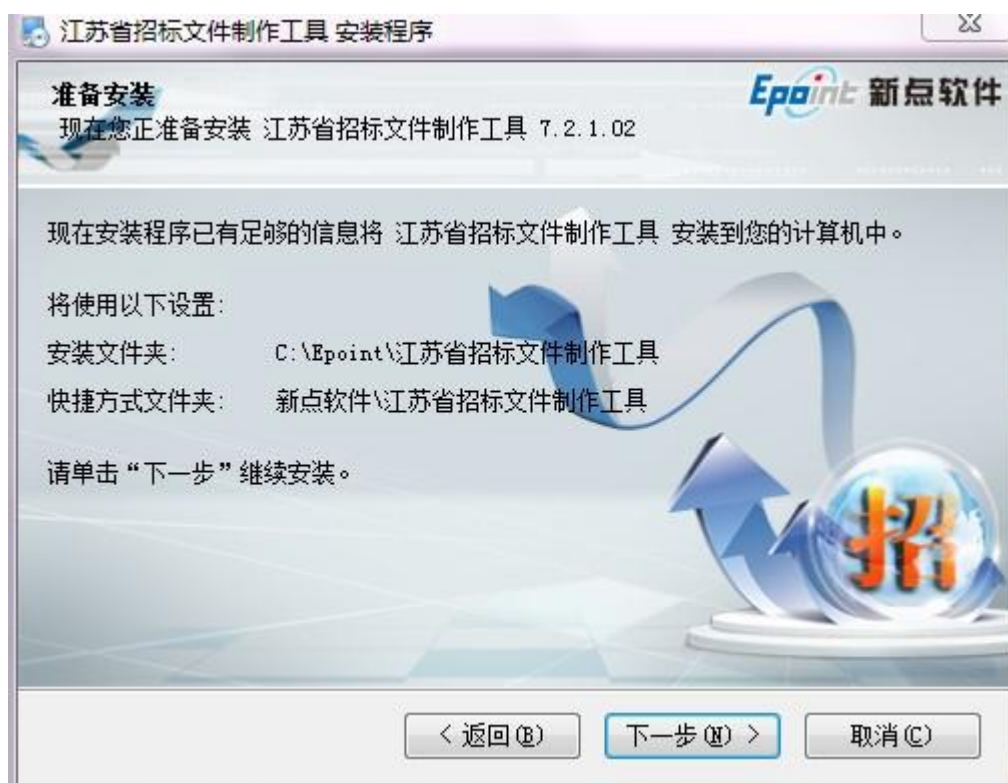 江苏省招标文件制作工具 安装程序
准备安装
Epoint 新点软件
现在您正准备安装 江苏省招标文件制作工具 7.2.1.02
现在安装程序已有足够的信息将 江苏省招标文件制作工具 安装到您的计算机中。
将使用以下设置:
安装文件夹: C:\Epoint\江苏省招标文件制作工具
快捷方式文件夹: 新点软件\江苏省招标文件制作工具
请单击“下一步”继续安装。
招
< 返回(B) 下一步(N) > 取消(C)